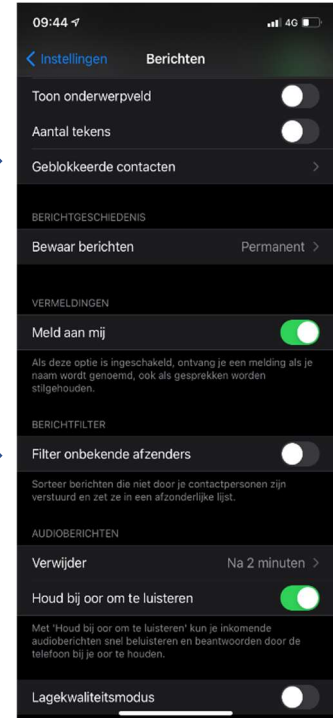 09:44
4G
Instellingen
Berichten
Toon onderwerpveld
Aantal tekens
Geblokkeerde contacten
BERICHTGESCHIEDENIS
Bewaar berichten Permanent
VERMELDINGEN
Meld aan mij
Als deze optie is ingeschakeld, ontvang je een melding als je
naam wordt genoemd, ook als gesprekken worden
stilgehouden.
BERICHTFILTER
Filter onbekende afzenders
Sorteer berichten die niet door je contactpersonen zijn
verstuurd en zet ze in een afzonderlijke lijst.
AUDIOBERICHTEN
Verwijder Na 2 minuten
Houd bij oor om te luisteren
Met 'Houd bij oor om te luisteren' kun je inkomende
audioberichten snel beluisteren en beantwoorden door de
telefoon bij je oor te houden.
Lagekwaliteitsmodus